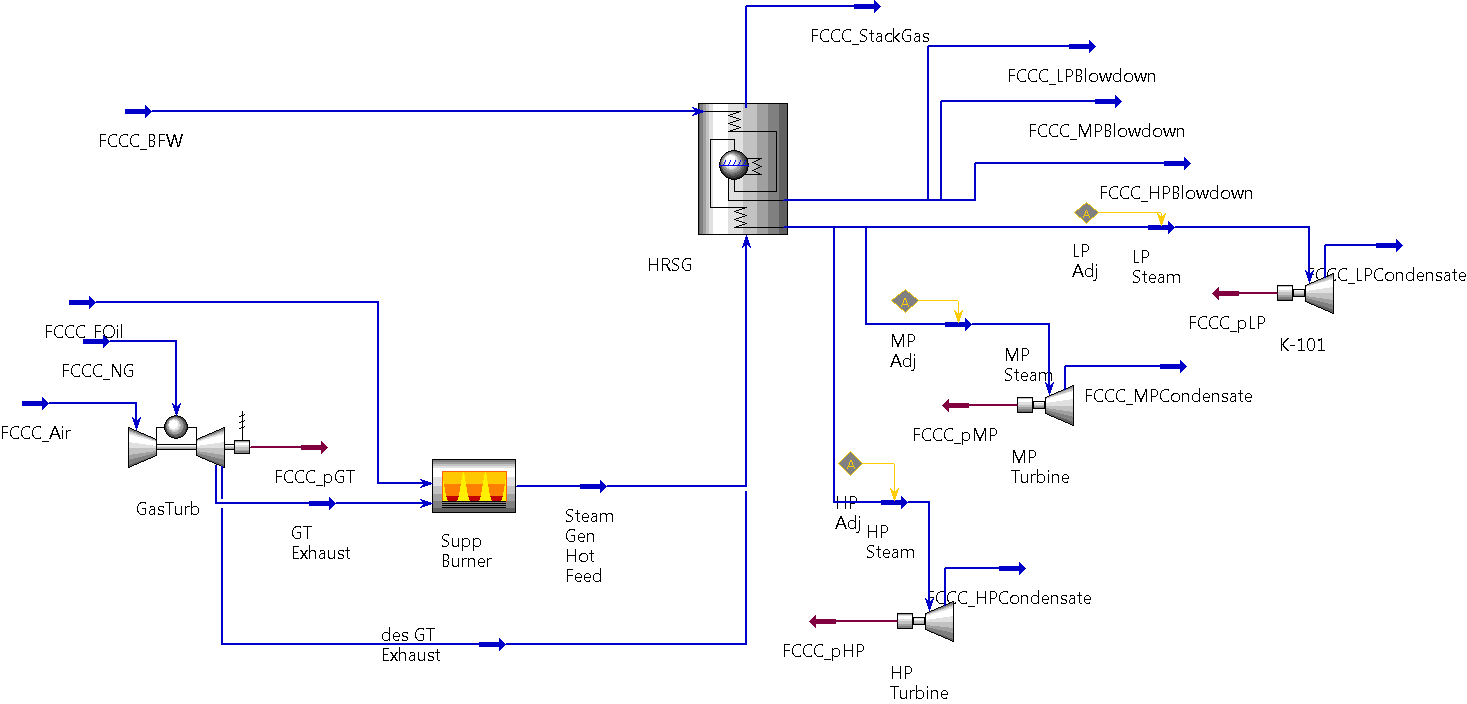 FCCC_StackGas
FCCC_LPBlowdown
FCCC_MPBlowdown
FCCC_BFW
FCCC_HPBlowdown
A
HRSG
LP
Adj
LP
Steam
FCCC_LPCondensate
A
FCCC_pLP
K-101
FCCC_FOil
FCCC_NG
MP
Adj
MP
Steam
FCCC_MPCondensate
FCCC_Air
FCCC_pMP
MP
Turbine
A
FCCC_pGT
GasTurb
HP
Adj
HP
Steam
GT
Exhaust
Supp
Burner
Steam
Gen
Hot
Feed
FCCC_HPCondensate
des GT
Exhaust
FCCC_pHP
HP
Turbine